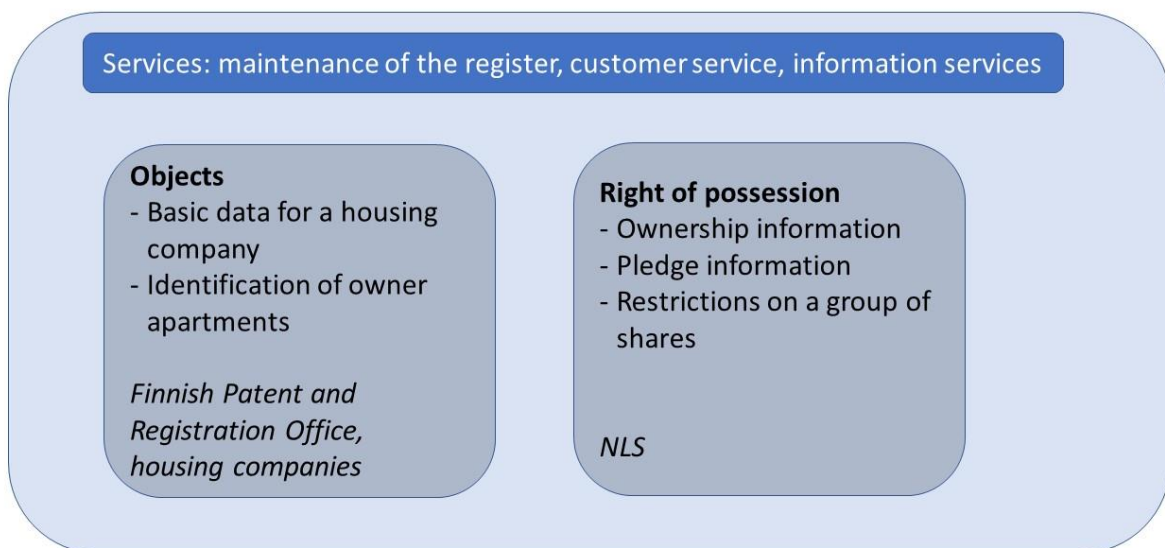 Services: maintenance of the register, customer service, information services
Objects
- Basic data for a housing
company
- Identification of owner
apartments
Finnish Patent and
Registration Office,
housing companies
Right of possession
- Ownership information
- Pledge information
- Restrictions on a group of
shares
NLS